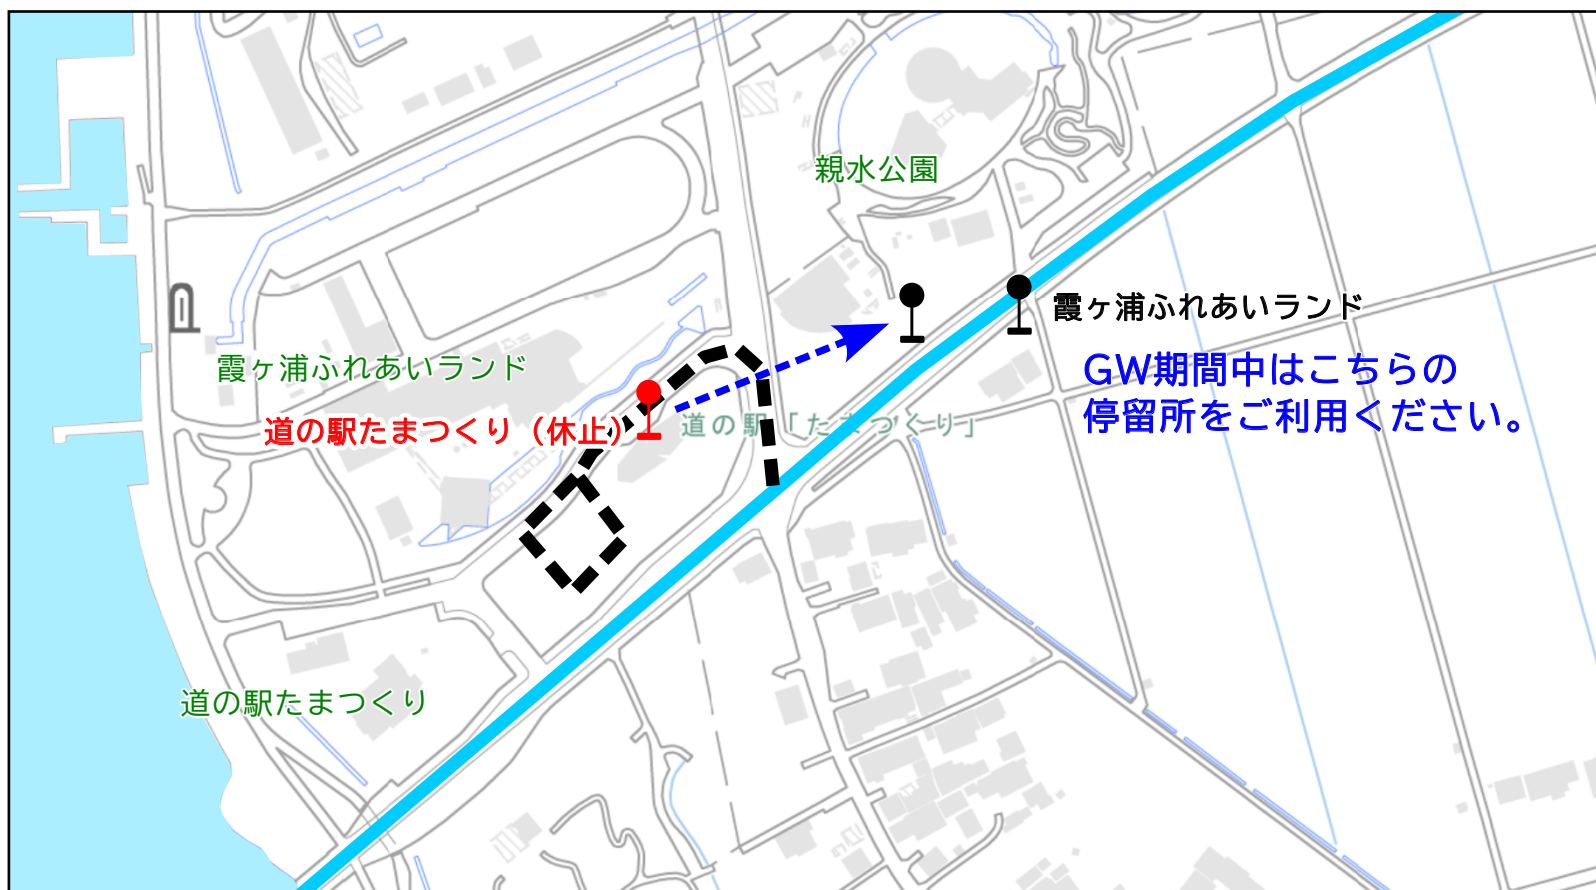 親水公園
霞ヶ浦ふれあいランド
霞ヶ浦ふれあいランド
GW期間中はこちらの
停留所をご利用ください。
道の駅たまつくり（休止）
道の駅「たまつくり」
道の駅たまつくり